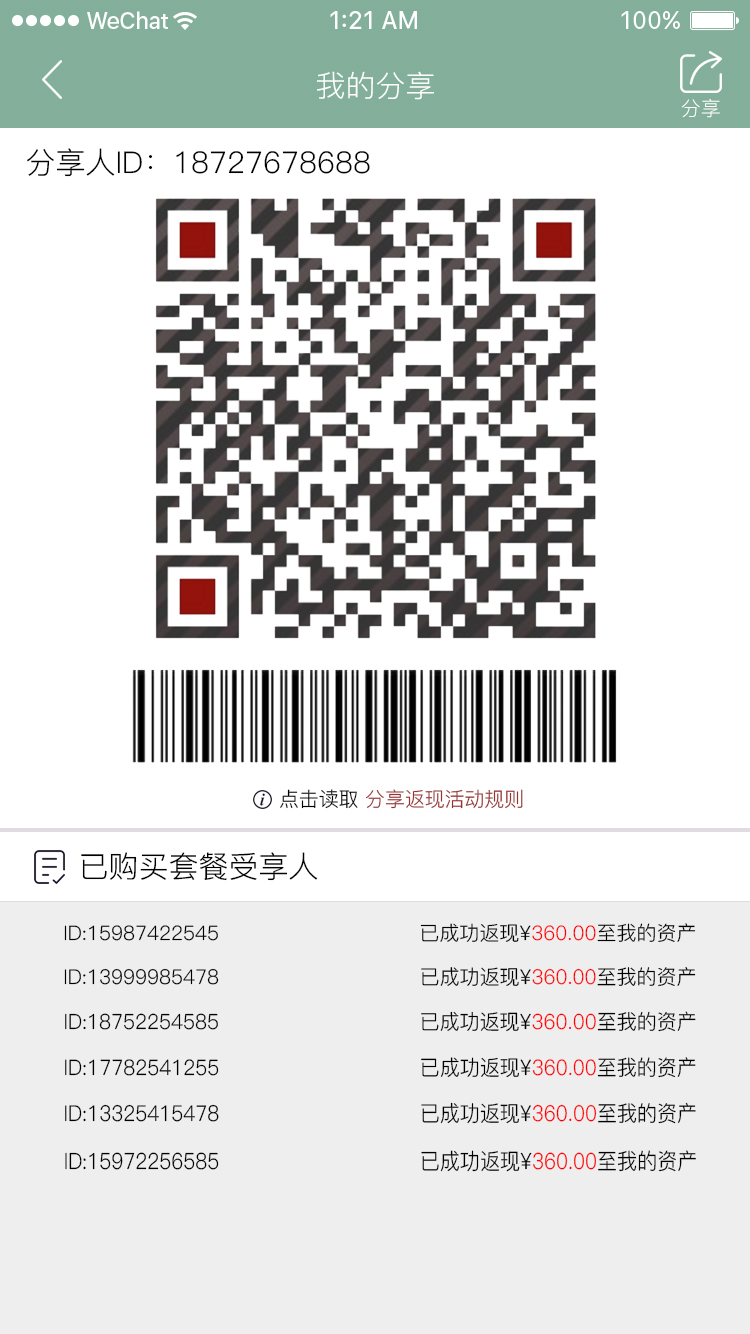 WeChat 1:21 AM 100%
我的分享
分享
分享人ID：18727678688
点击读取 分享返现活动规则
已购买套餐受享人
ID:15987422545 已成功返现¥360.00至我的资产
ID:13999985478 已成功返现¥360.00至我的资产
ID:18752254585 已成功返现¥360.00至我的资产
ID:17782541255 已成功返现¥360.00至我的资产
ID:13325415478 已成功返现¥360.00至我的资产
ID:15972256585 已成功返现¥360.00至我的资产